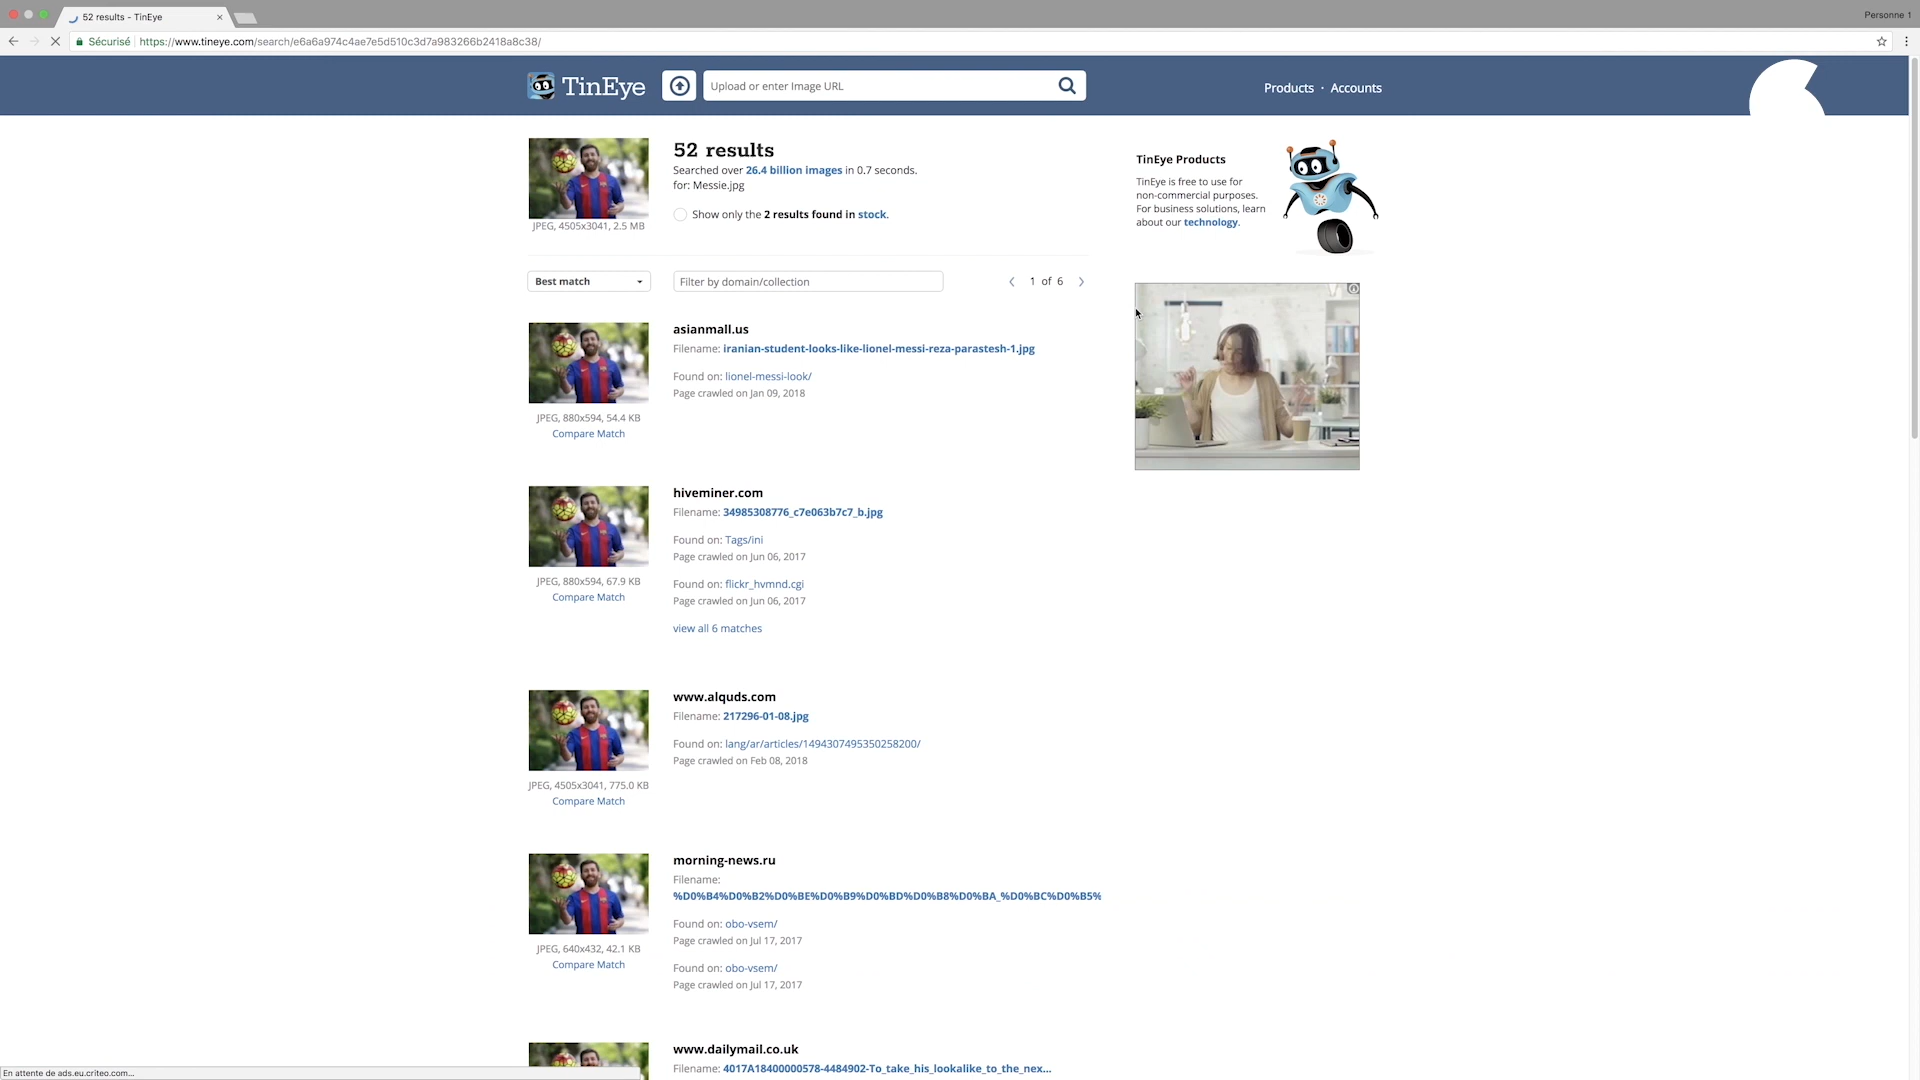 52 results - TinEye
Personne 1
Sécurisé https://www.tineye.com/search/e6a6a974c4ae7e5d510c3d7a983266b2418a8c38/
TinEye
Upload or enter Image URL
Products · Accounts
JPEG, 4505x3041, 2.5 MB
52 results
Searched over 26.4 billion images in 0.7 seconds.
for: Messie.jpg
Show only the 2 results found in stock.
TinEye Products
TinEye is free to use for
non-commercial purposes.
For business solutions, learn
about our technology.
Best match
Filter by domain/collection
1 of 6
asianmall.us
Filename: iranian-student-looks-like-lionel-messi-reza-parastesh-1.jpg
Found on: lionel-messi-look/
Page crawled on Jan 09, 2018
JPEG, 880x594, 54.4 KB
Compare Match
hiveminer.com
Filename: 34985308776_c7e063b7c7_b.jpg
Found on: Tags/ini
Page crawled on Jun 06, 2017
Found on: flickr_hvmnd.cgi
Page crawled on Jun 06, 2017
view all 6 matches
JPEG, 880x594, 67.9 KB
Compare Match
www.alquds.com
Filename: 217296-01-08.jpg
Found on: lang/ar/articles/1494307495350258200/
Page crawled on Feb 08, 2018
JPEG, 4505x3041, 775.0 KB
Compare Match
morning-news.ru
Filename:
%D0%B4%D0%B2%D0%BE%D0%B9%D0%BD%D0%B8%D0%BA_%D0%BC%D0%B5%
Found on: obo-vsem/
Page crawled on Jul 17, 2017
Found on: obo-vsem/
Page crawled on Jul 17, 2017
JPEG, 640x432, 42.1 KB
Compare Match
www.dailymail.co.uk
Filename: 4017A18400000578-4484902-To_take_his_lookalike_to_the_nex...
En attente de ads.eu.criteo.com...